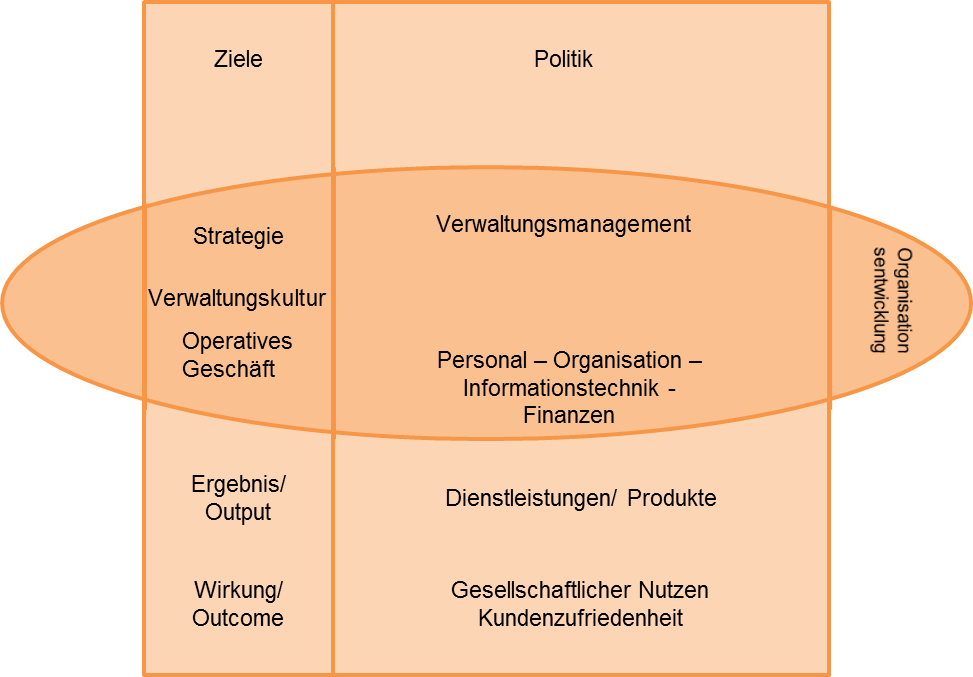 Ziele
Politik
Strategie
Verwaltungsmanagement
Verwaltungskultur
Operatives
Geschäft
Personal – Organisation –
Informationstechnik -
Finanzen
Organisation
sentwicklung
Ergebnis/
Output
Dienstleistungen/ Produkte
Wirkung/
Outcome
Gesellschaftlicher Nutzen
Kundenzufriedenheit